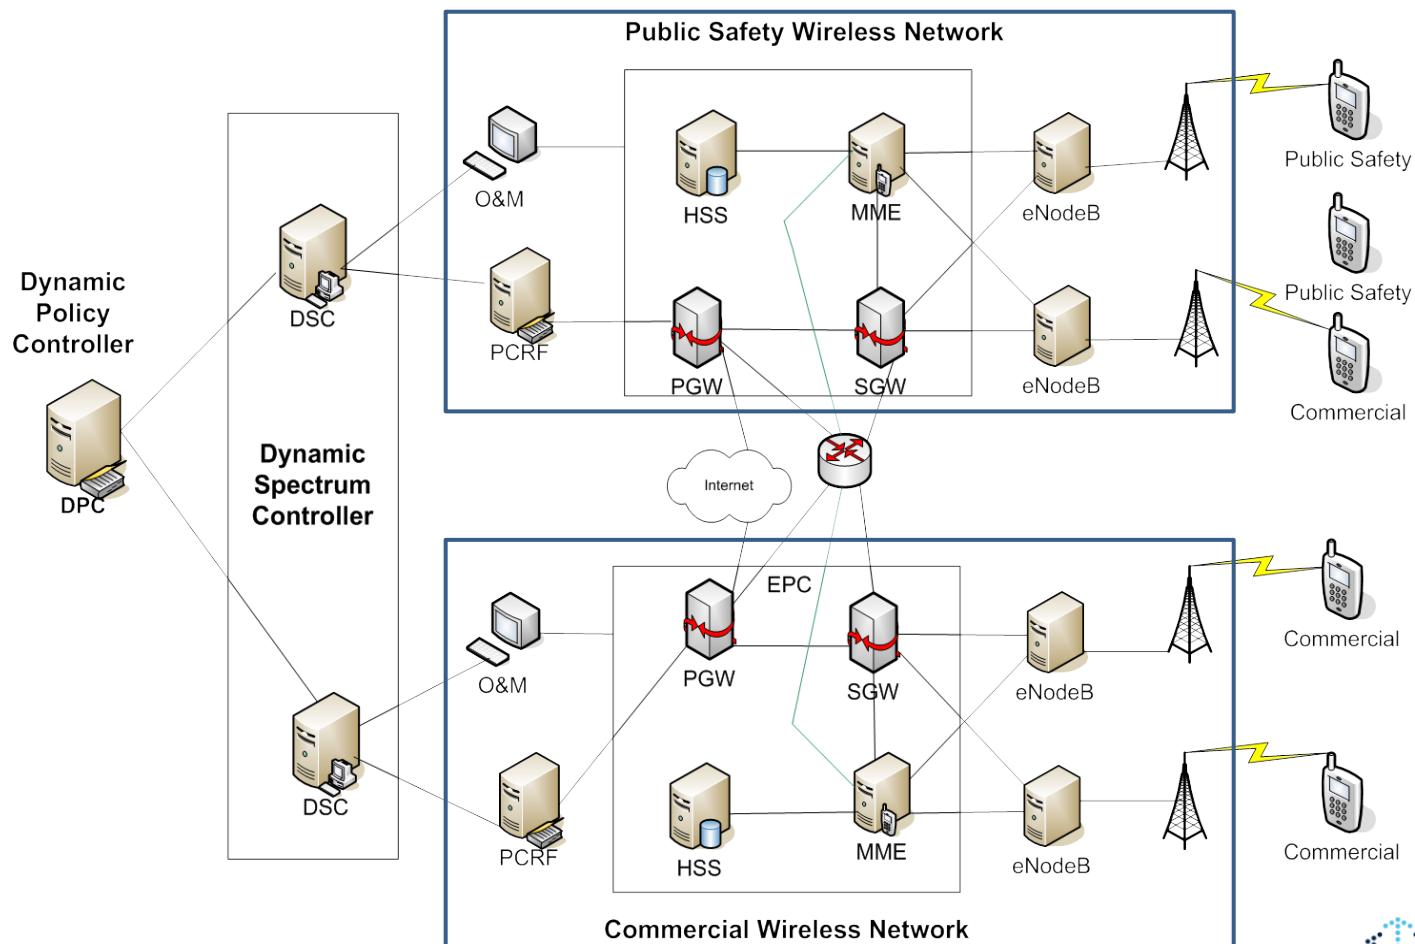 Public Safety Wireless Network
Public Safety
O&M
HSS
MME
eNodeB
Dynamic
Policy
Controller
DSC
PCRF
Public Safety
PGW
SGW
eNodeB
Commercial
DPC
Dynamic
Spectrum
Controller
Internet
EPC
Commercial
O&M
PGW
SGW
eNodeB
DSC
PCRF
HSS
MME
eNodeB
Commercial
Commercial Wireless Network